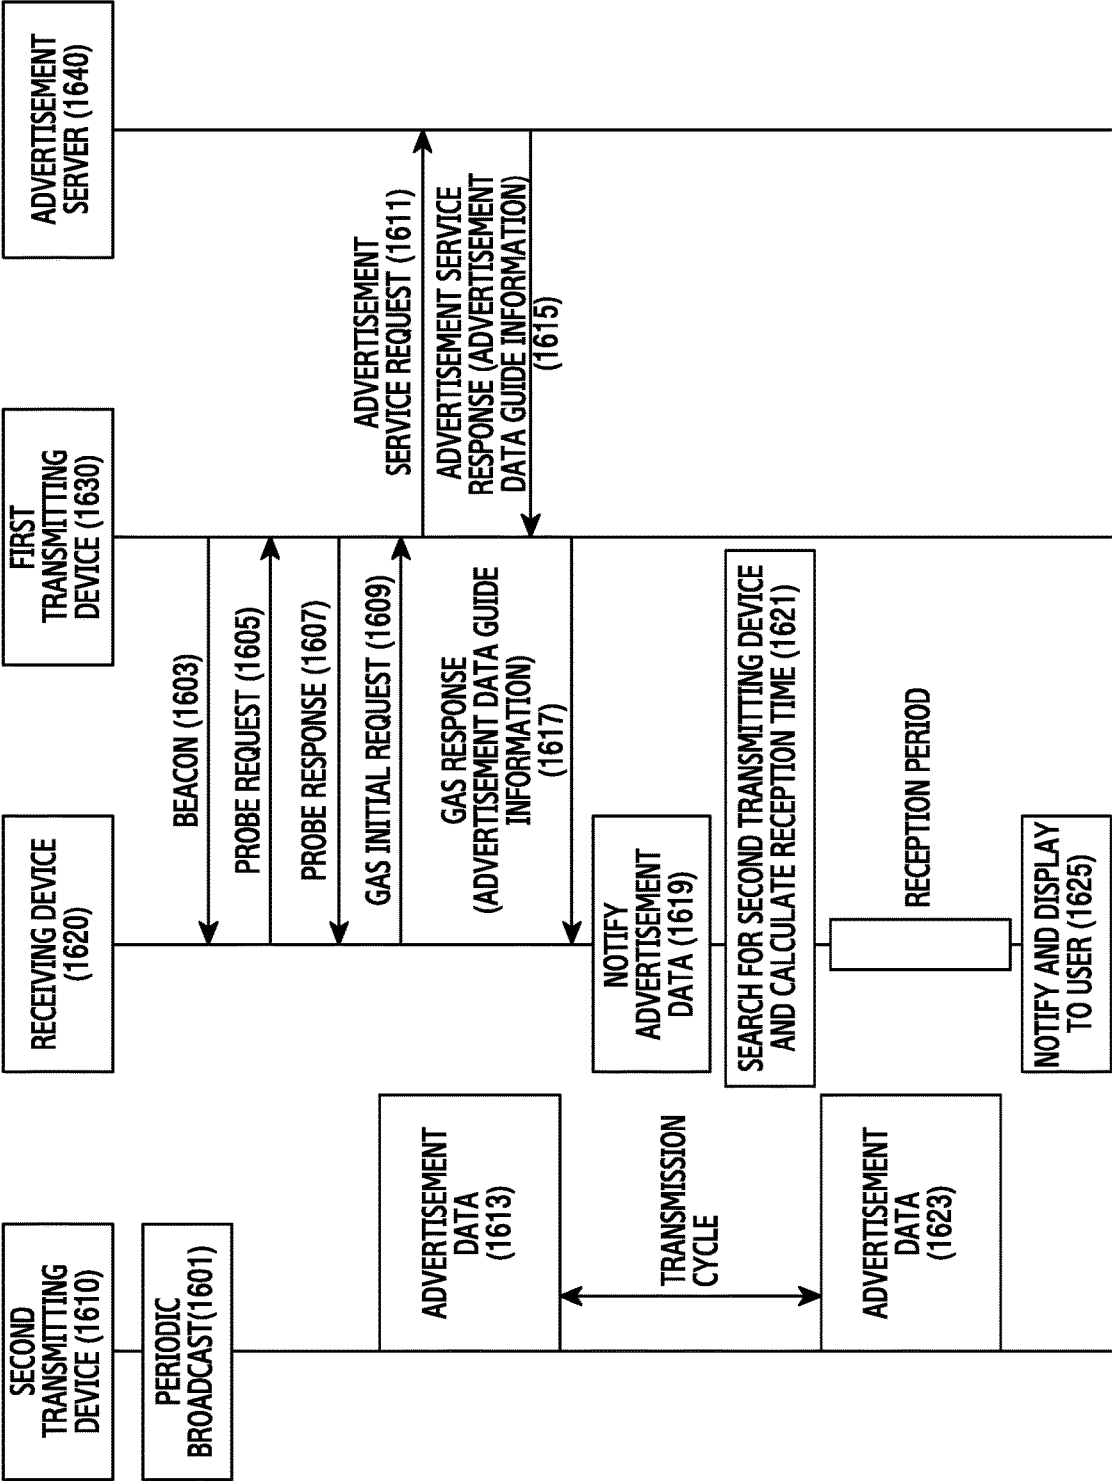 SECOND
TRANSMITTING
DEVICE (1610)
RECEIVING DEVICE
(1620)
FIRST
TRANSMITTING
DEVICE (1630)
ADVERTISEMENT
SERVER (1640)
PERIODIC
BROADCAST(1601)
BEACON (1603)
PROBE REQUEST (1605)
PROBE RESPONSE (1607)
GAS INITIAL REQUEST (1609)
ADVERTISEMENT
SERVICE REQUEST (1611)
ADVERTISEMENT
DATA
(1613)
ADVERTISEMENT SERVICE
RESPONSE (ADVERTISEMENT
DATA GUIDE INFORMATION)
(1615)
GAS RESPONSE
(ADVERTISEMENT DATA GUIDE
INFORMATION)
(1617)
NOTIFY
ADVERTISEMENT
DATA (1619)
TRANSMISSION
CYCLE
SEARCH FOR SECOND TRANSMITTING DEVICE
AND CALCULATE RECEPTION TIME (1621)
ADVERTISEMENT
DATA
(1623)
RECEPTION PERIOD
NOTIFY AND DISPLAY
TO USER (1625)